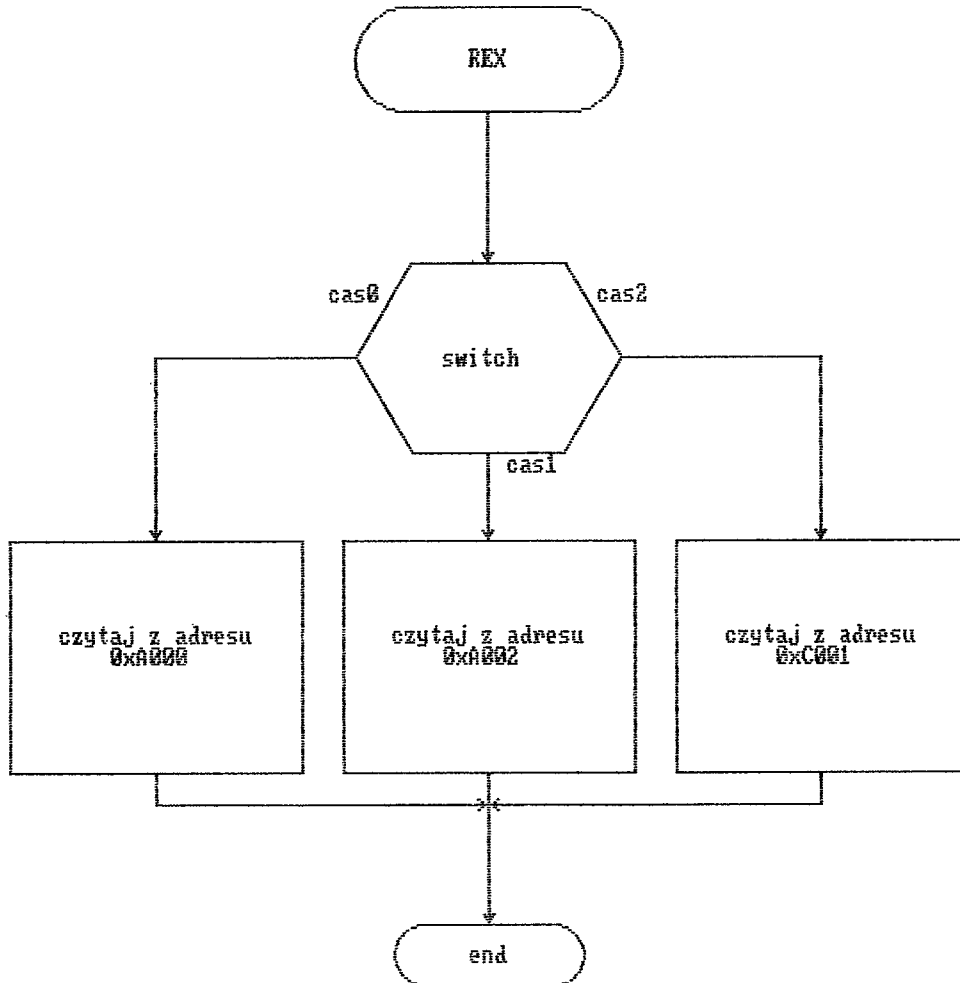 REX
cas0
cas2
switch
cas1
czytaj z adresu
0xA000
czytaj z adresu
0xA002
czytaj z adresu
0xC001
end